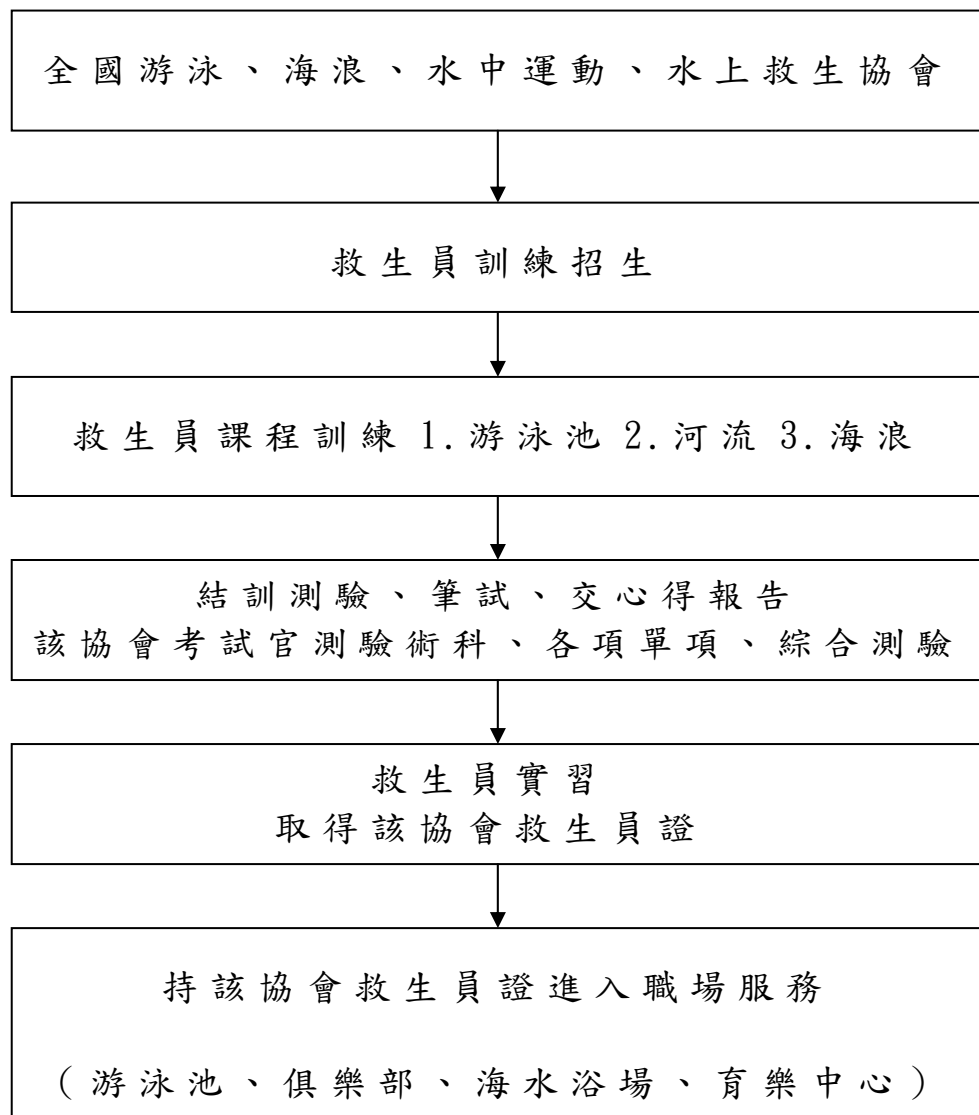 全國游泳、海浪、水中運動、水上救生協會
救生員訓練招生
救生員課程訓練 1.游泳池 2.河流 3.海浪
結訓測驗、筆試、交心得報告
該協會考試官測驗術科、各項單項、綜合測驗
救生員實習
取得該協會救生員證
持該協會救生員證進入職場服務
(游泳池、俱樂部、海水浴場、育樂中心)